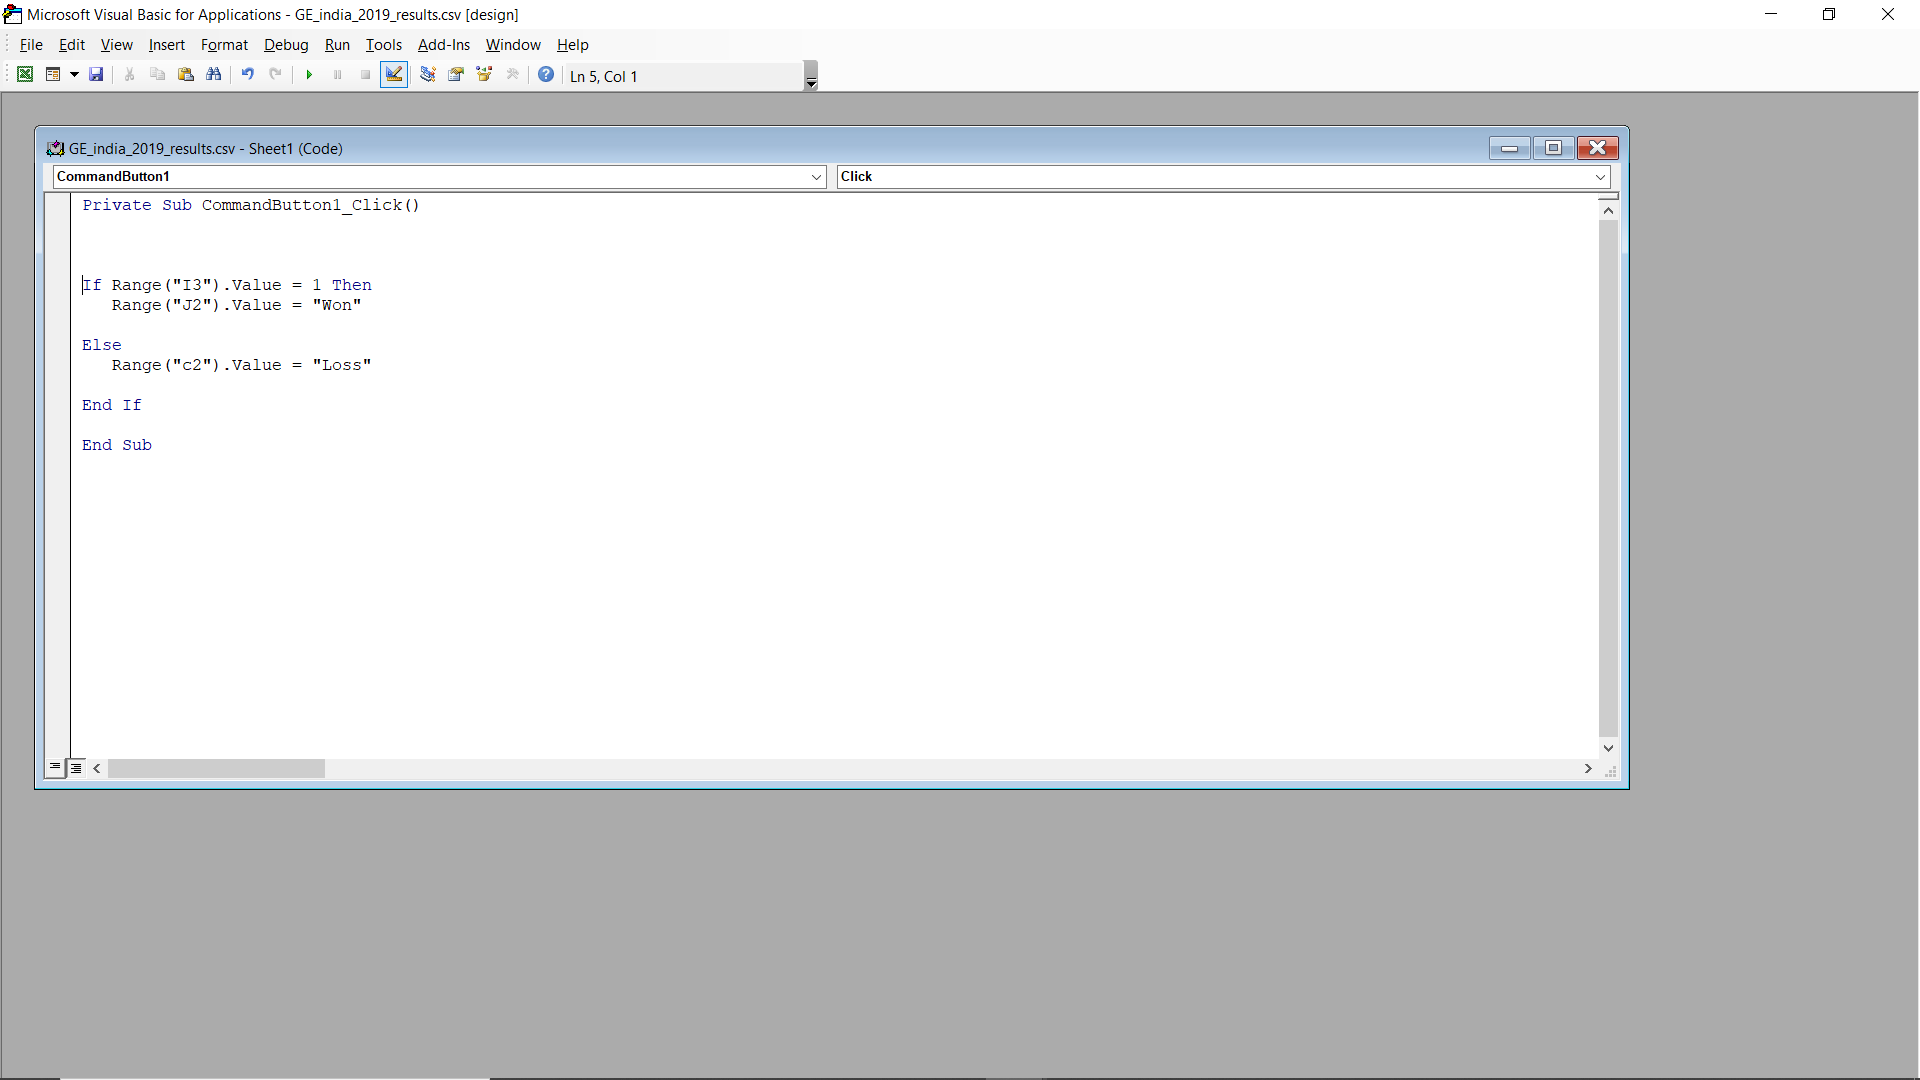 Microsoft Visual Basic for Applications - GE_india_2019_results.csv [design]
File Edit View Insert Format Debug Run Tools Add-Ins Window Help
Ln 5, Col 1
GE_india_2019_results.csv - Sheet1 (Code)
CommandButton1 Click
Private Sub CommandButton1_Click()
If Range("I3").Value = 1 Then
Range("J2").Value = "Won"
Else
Range("c2").Value = "Loss"
End If
End Sub